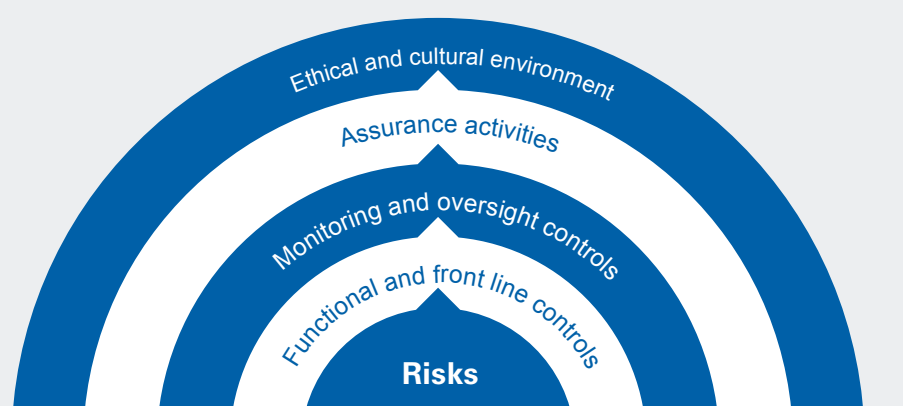 Ethical and cultural environment
Assurance activities
Monitoring and oversight controls
Functional and front line controls
Risks